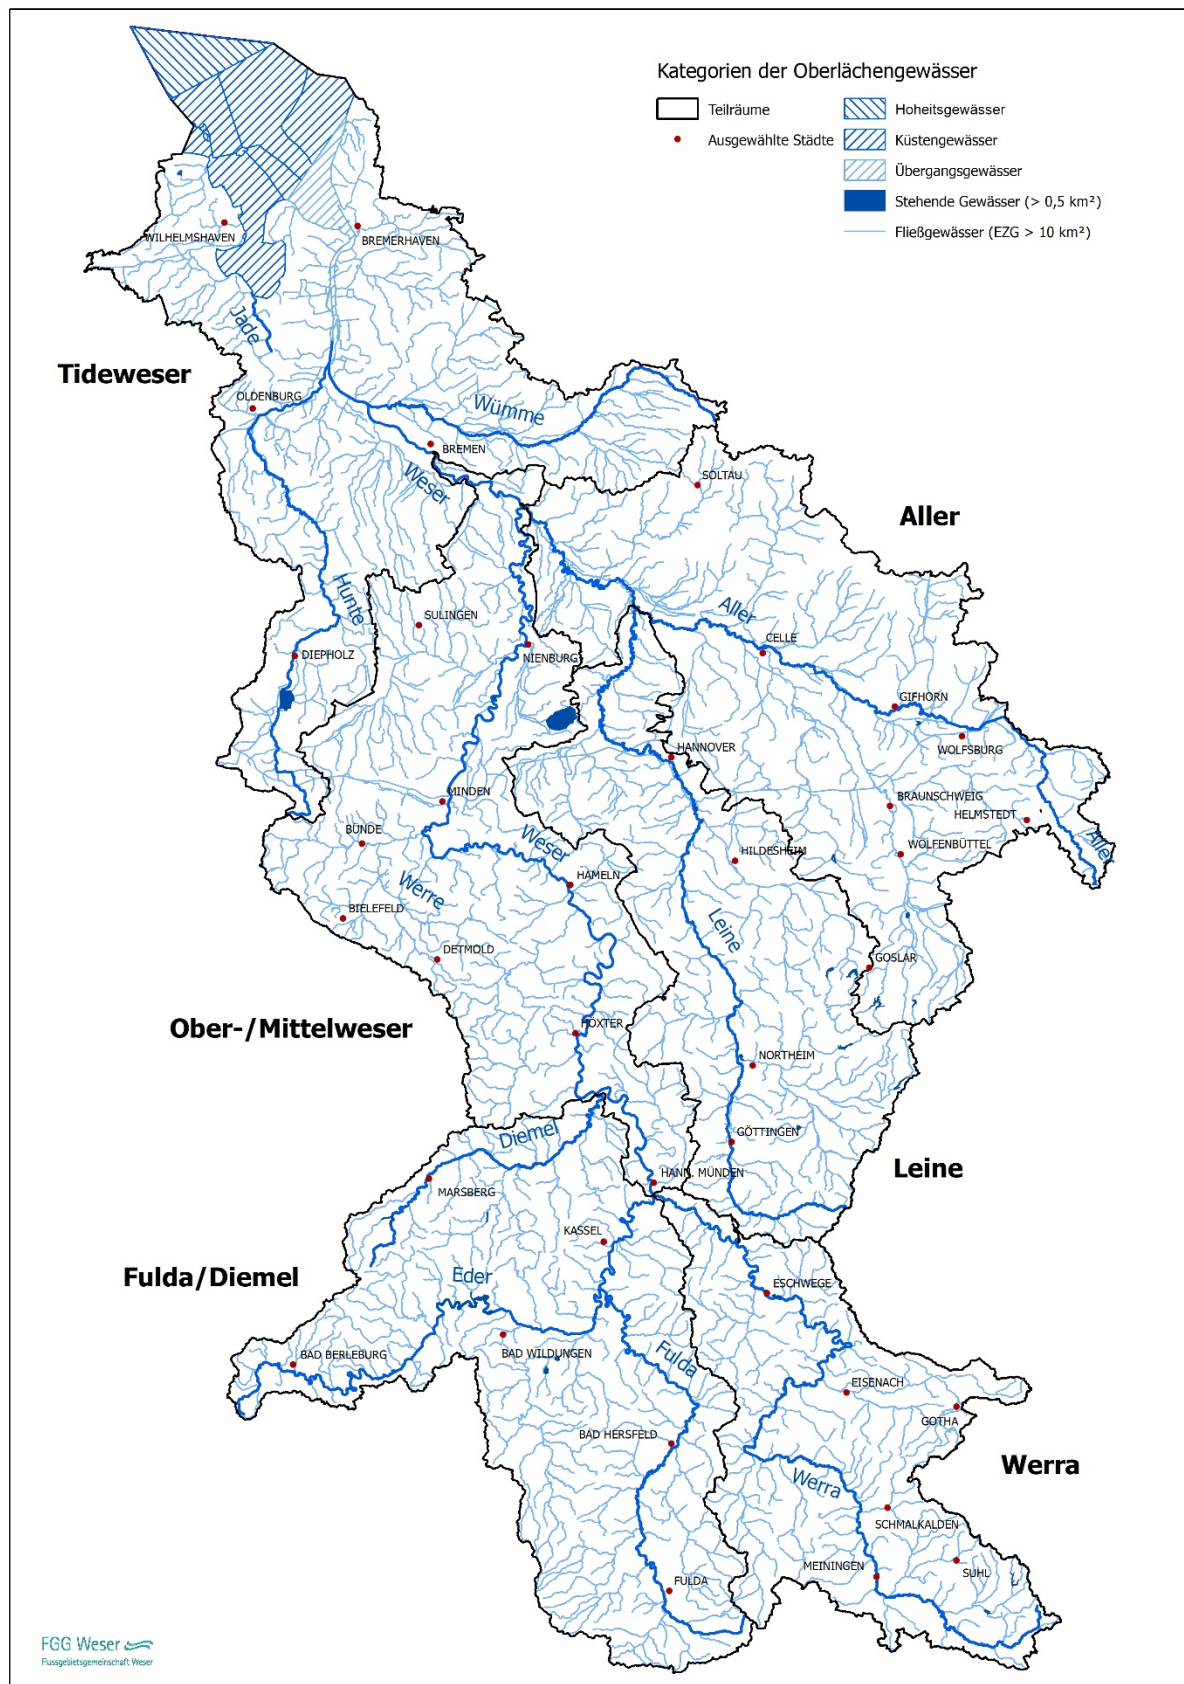 Kategorien der Oberlächengewässer
Teilräume
Ausgewählte Städte
Hoheitsgewässer
Küstengewässer
Übergangsgewässer
Stehende Gewässer (> 0,5 km²)
Fließgewässer (EZG > 10 km²)
WILHELMSHAVEN
BREMERHAVEN
Jade
Tideweser
OLDENBURG
Wümme
BREMEN
Weser
SOLTAU
Aller
Hunte
SULINGEN
Aller
CELLE
DIEPHOLZ
NIENBURG
GIFHORN
WOLFSBURG
HANNOVER
MINDEN
BRAUNSCHWEIG
HELMSTEDT
BÜNDE
Weser
HILDESHEIM
WOLFENBÜTTEL
Aller
Werre
HAMELN
BIELEFELD
Leine
DETMOLD
GOSLAR
Ober-/Mittelweser
HÖXTER
NORTHEIM
Diemel
GÖTTINGEN
Leine
MARSBERG
HANN. MÜNDEN
KASSEL
Fulda/Diemel
Eder
ESCHWEGE
BAD BERLEBURG
BAD WILDUNGEN
Fulda
EISENACH
GOTHA
BAD HERSFELD
Werra
Werra
SCHMALKALDEN
MEININGEN
SUHL
FULDA
FGG Weser
Flussgebietsgemeinschaft Weser